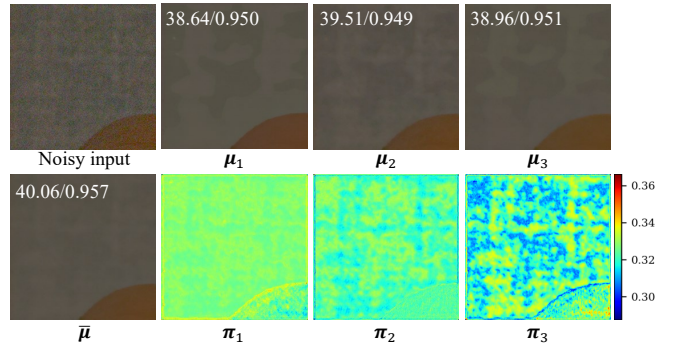 38.64/0.950
39.51/0.949
38.96/0.951
Noisy input
μ₁
μ₂
μ₃
40.06/0.957
0.36
0.34
0.32
0.30
μ̄
π₁
π₂
π₃